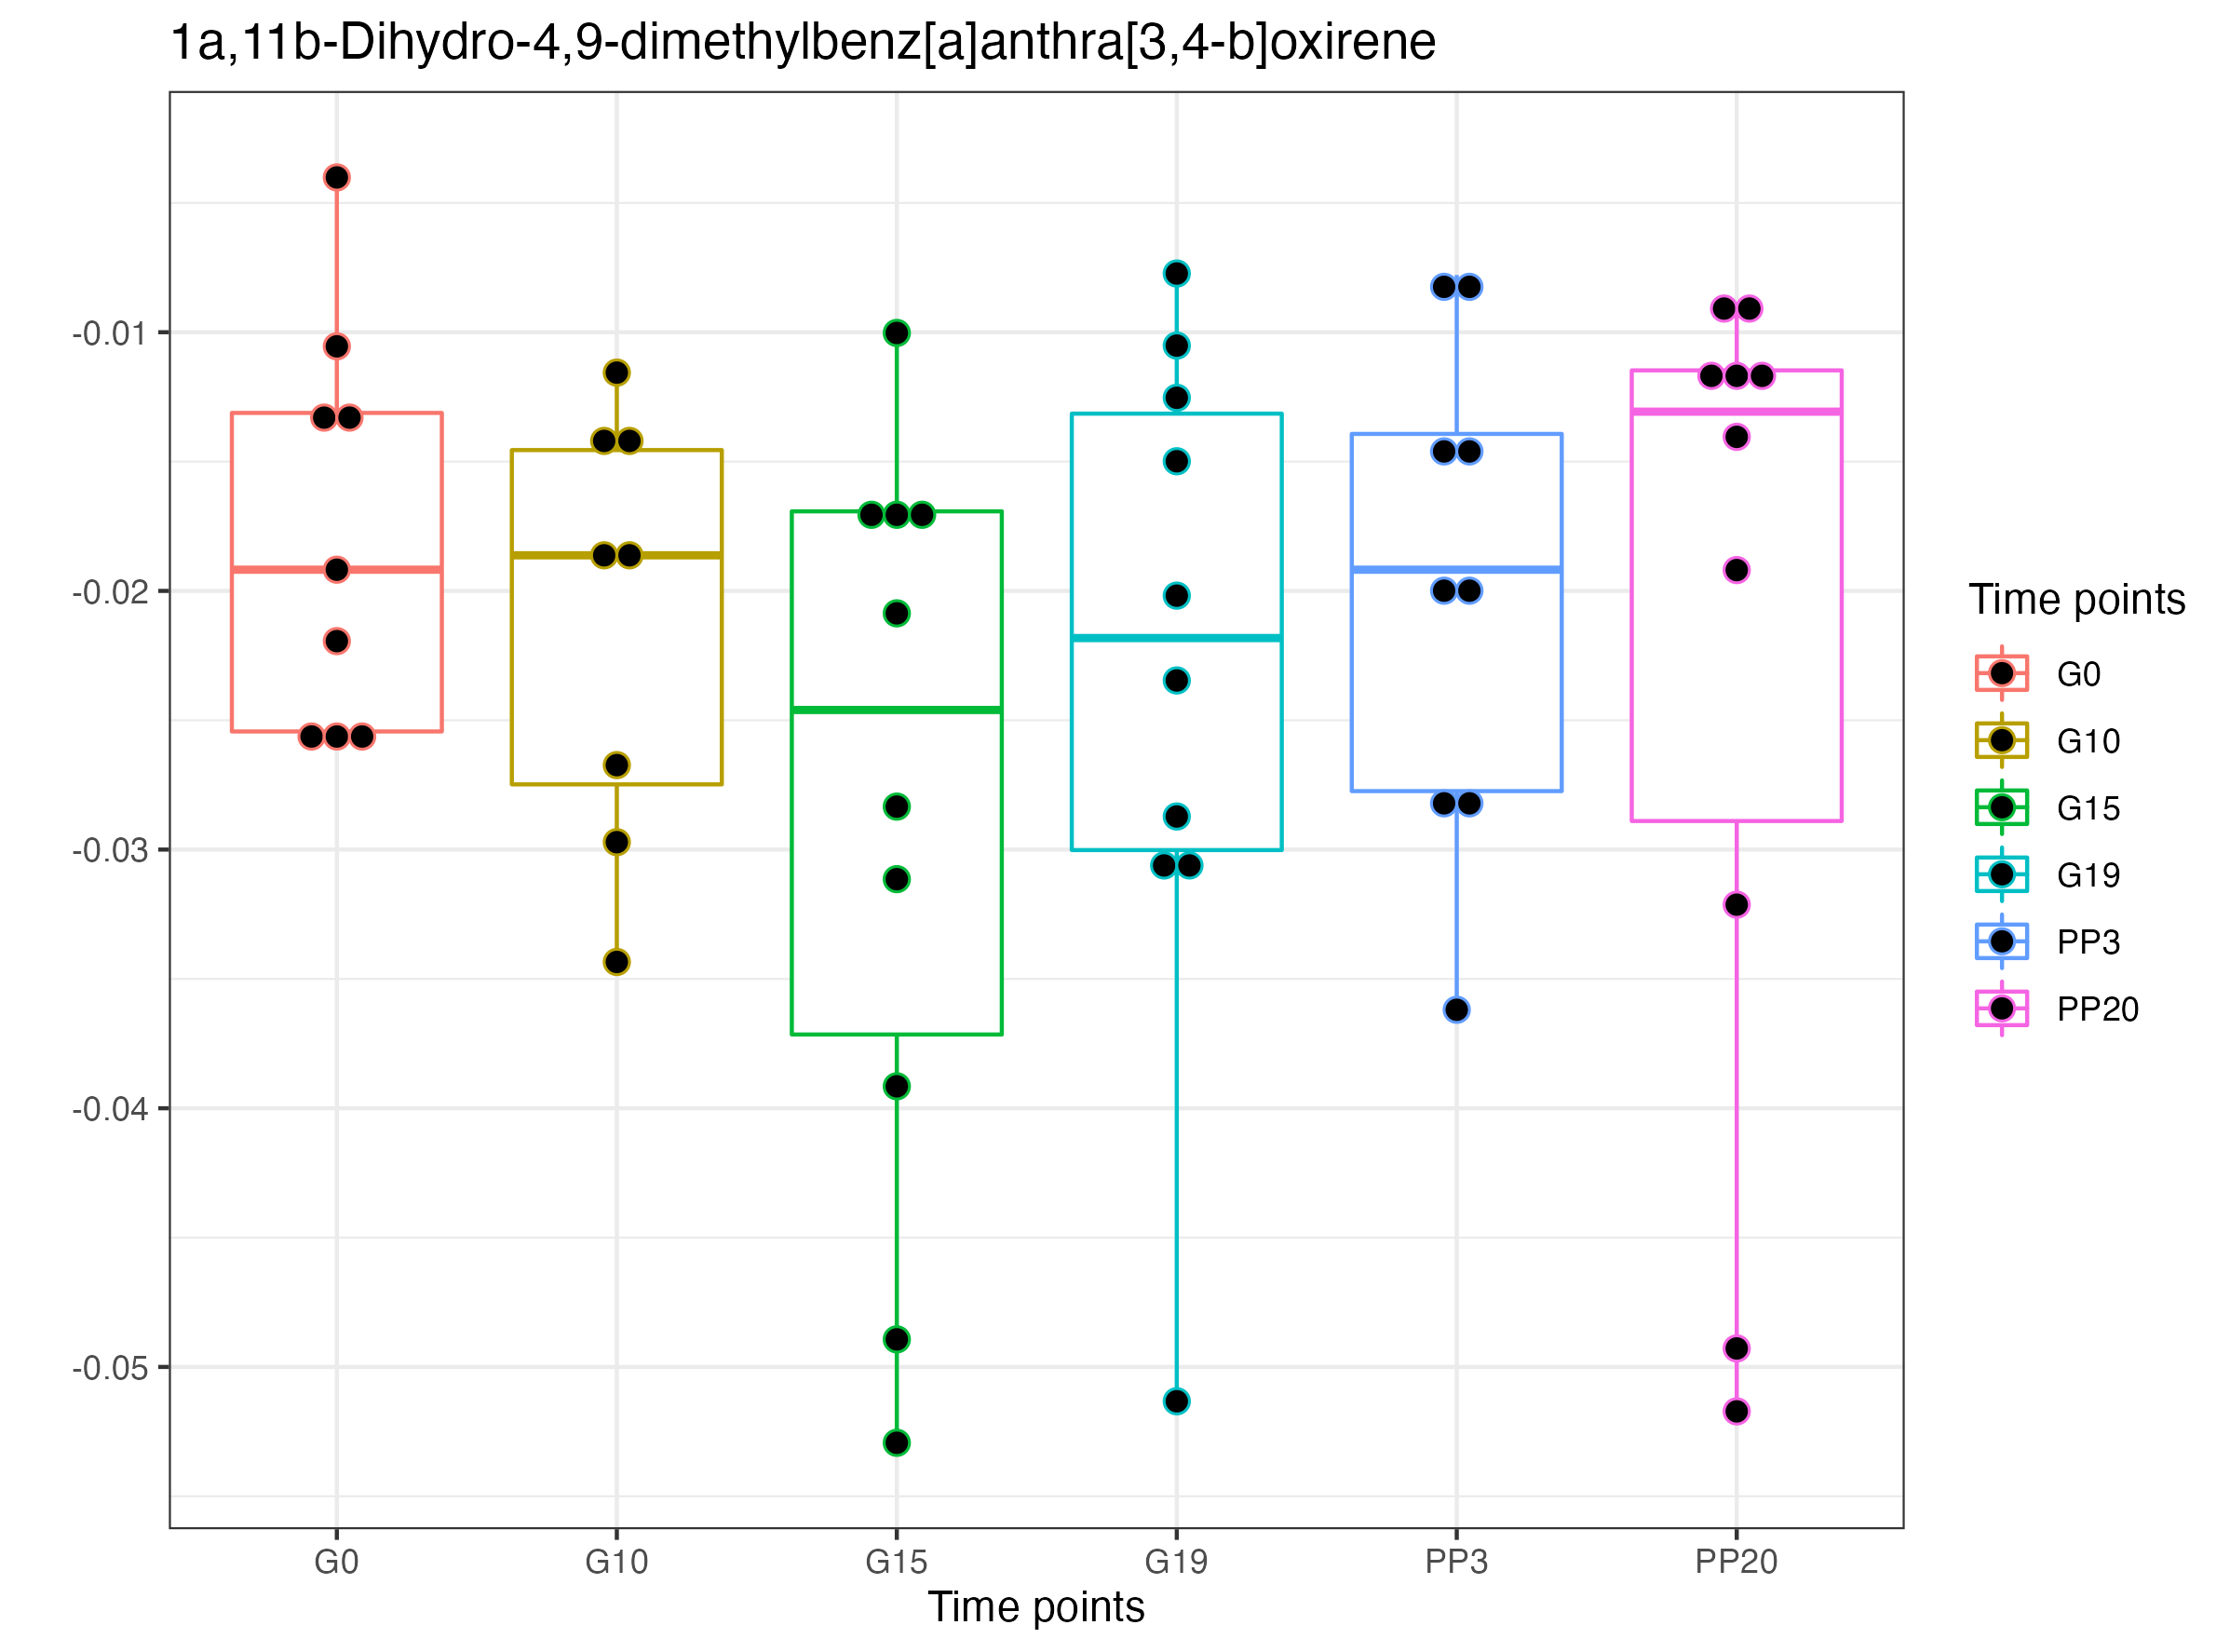 1a,11b-Dihydro-4,9-dimethylbenz[a]anthra[3,4-b]oxirene
-0.01
-0.02
-0.03
-0.04
-0.05
G0
G10
G15
G19
PP3
PP20
Time points
Time points
G0
G10
G15
G19
PP3
PP20